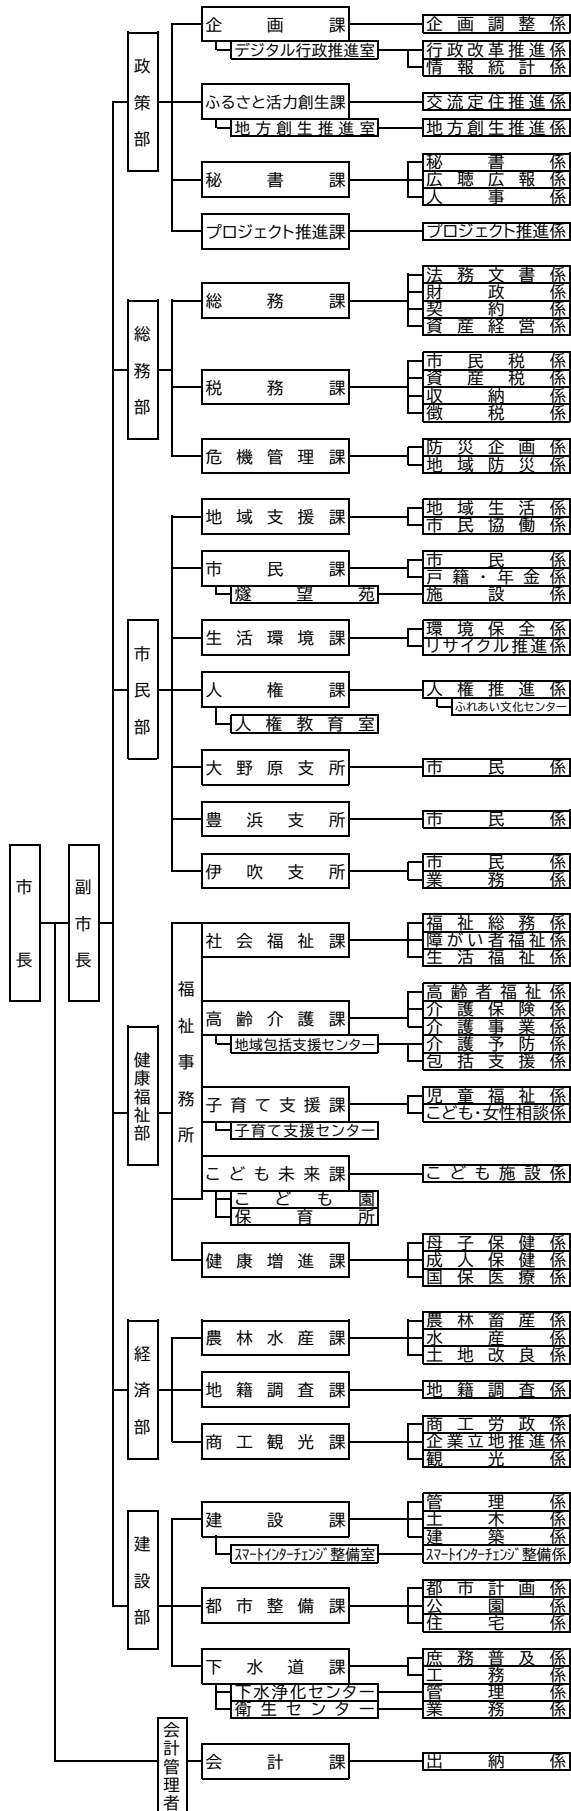 市長
副市長
政策部
企画課
企画調整係
デジタル行政推進室
行政改革推進係
情報統計係
ふるさと活力創生課
交流定住推進係
地方創生推進室
地方創生推進係
秘書課
秘書係
広聴広報係
人事係
プロジェクト推進課
プロジェクト推進係
総務部
総務課
法務文書係
財政係
契約係
資産経営係
税務課
市民税係
資産税係
収納係
徴税係
危機管理課
防災企画係
地域防災係
市民部
地域支援課
地域生活係
市民協働係
市民課
市民係
戸籍・年金係
燧望苑
施設係
生活環境課
環境保全係
リサイクル推進係
人権課
人権推進係
ふれあい文化センター
人権教育室
大野原支所
市民係
豊浜支所
市民係
伊吹支所
市民係
業務係
健康福祉部
福祉事務所
社会福祉課
福祉総務係
障がい者福祉係
生活福祉係
高齢介護課
高齢者福祉係
介護保険係
介護事業係
地域包括支援センター
介護予防係
包括支援係
子育て支援課
児童福祉係
こども・女性相談係
子育て支援センター
こども未来課
こども施設係
こども園
保育所
健康増進課
母子保健係
成人保健係
国保医療係
経済部
農林水産課
農林畜産係
水産係
土地改良係
地籍調査課
地籍調査係
商工観光課
商工労政係
企業立地推進係
観光係
建設部
建設課
管理係
土木係
建築係
スマートインターチェンジ整備室
スマートインターチェンジ整備係
都市整備課
都市計画係
公園係
住宅係
下水道課
庶務普及係
工務係
下水浄化センター
管理係
衛生センター
業務係
会計管理者
会計課
出納係